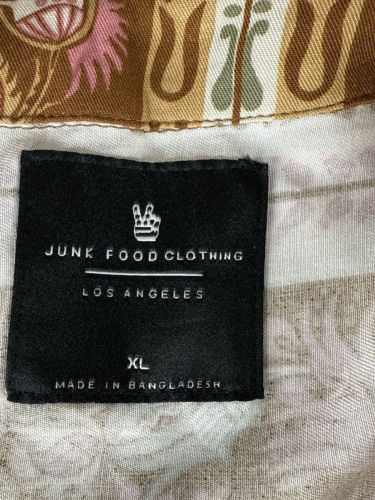 JUNK FOOD CLOTHING
LOS ANGELES
XL
MADE IN BANGLADESH